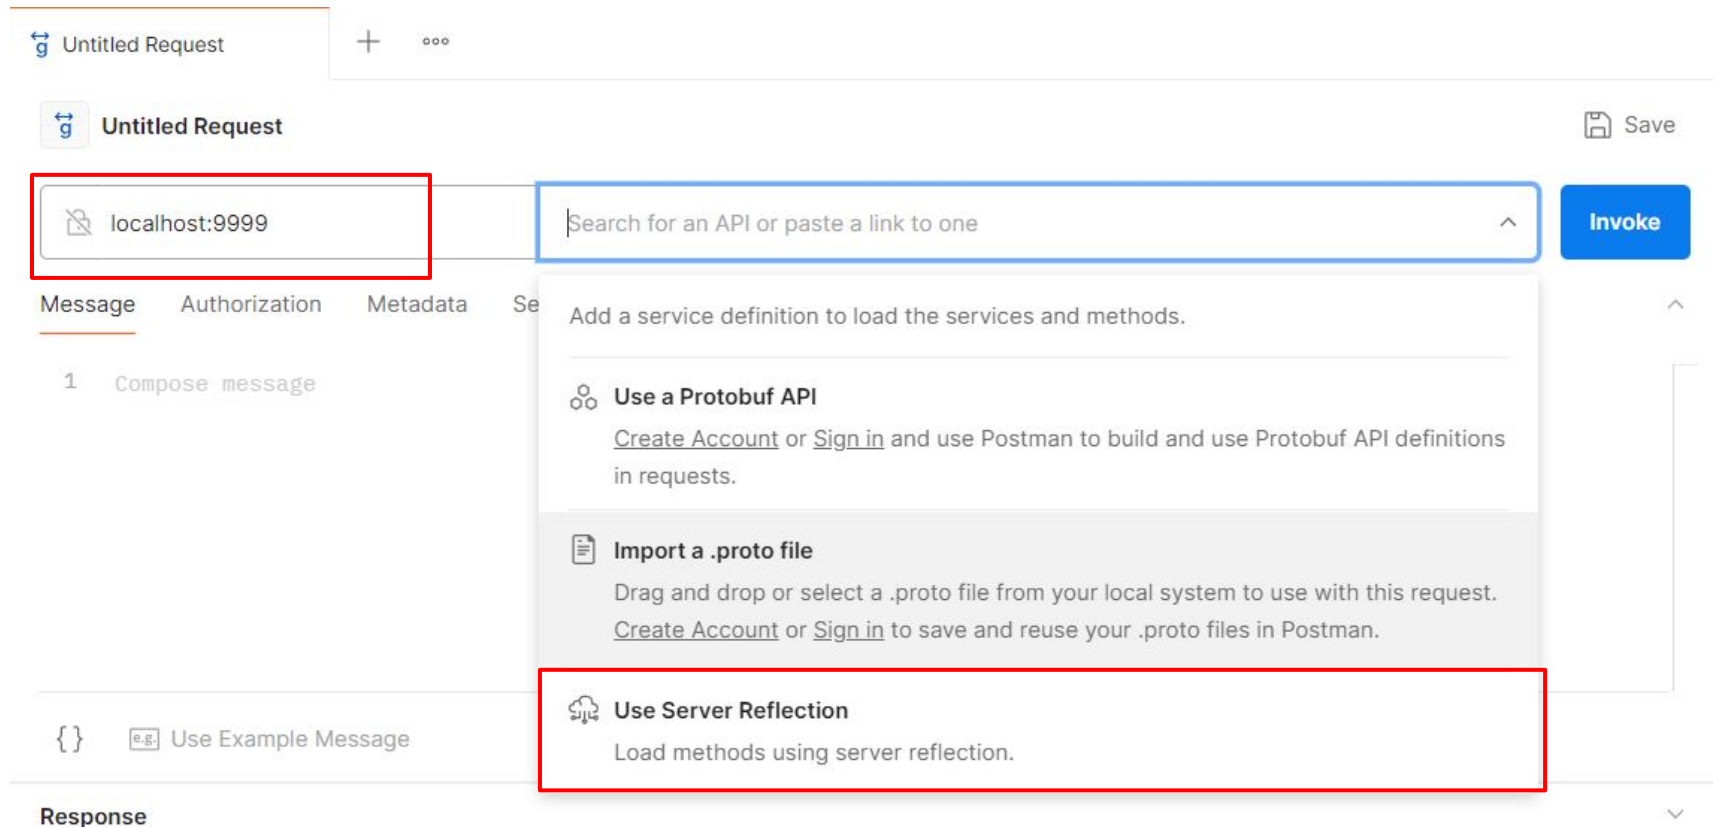 Untitled Request
Untitled Request
Save
localhost:9999
Search for an API or paste a link to one
Invoke
Message Authorization Metadata Se
Add a service definition to load the services and methods.
1 Compose message
Use a Protobuf API
Create Account or Sign in and use Postman to build and use Protobuf API definitions
in requests.
Import a .proto file
Drag and drop or select a .proto file from your local system to use with this request.
Create Account or Sign in to save and reuse your .proto files in Postman.
Use Server Reflection
Load methods using server reflection.
{} e.g. Use Example Message
Response